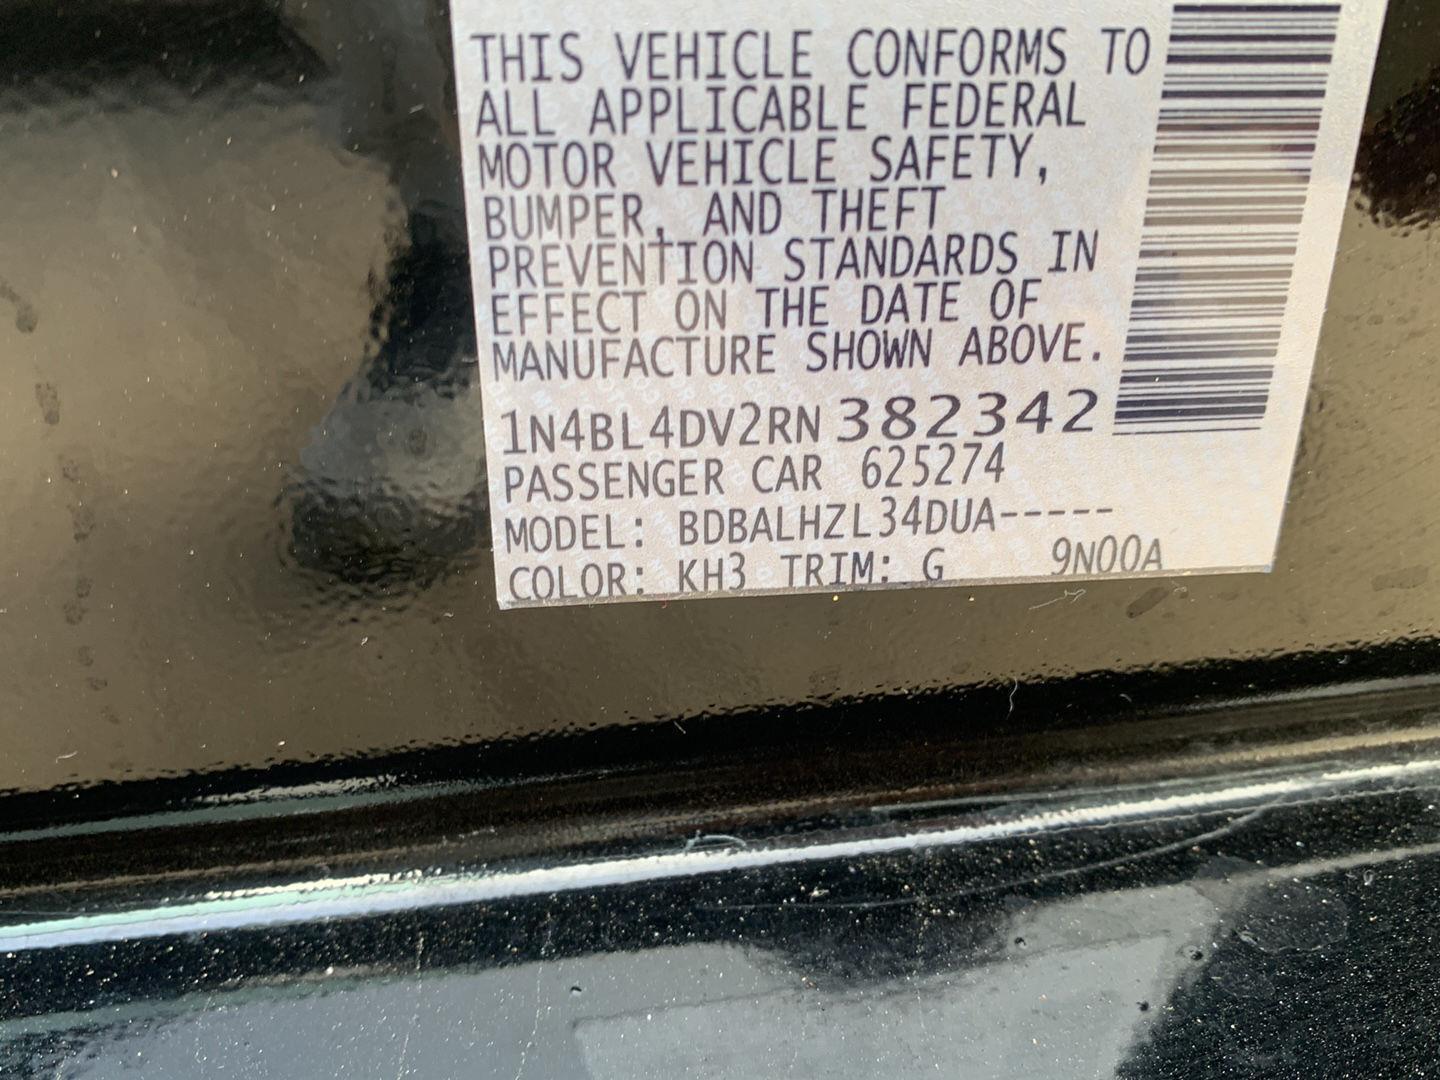 THIS VEHICLE CONFORMS TO
ALL APPLICABLE FEDERAL
MOTOR VEHICLE SAFETY,
BUMPER, AND THEFT
PREVENTION STANDARDS IN
EFFECT ON THE DATE OF
MANUFACTURE SHOWN ABOVE.
1N4BL4DV2RN382342
PASSENGER CAR 625274
MODEL: BDBALHZL34DUA-----
COLOR: KH3 TRIM: G 9N00A